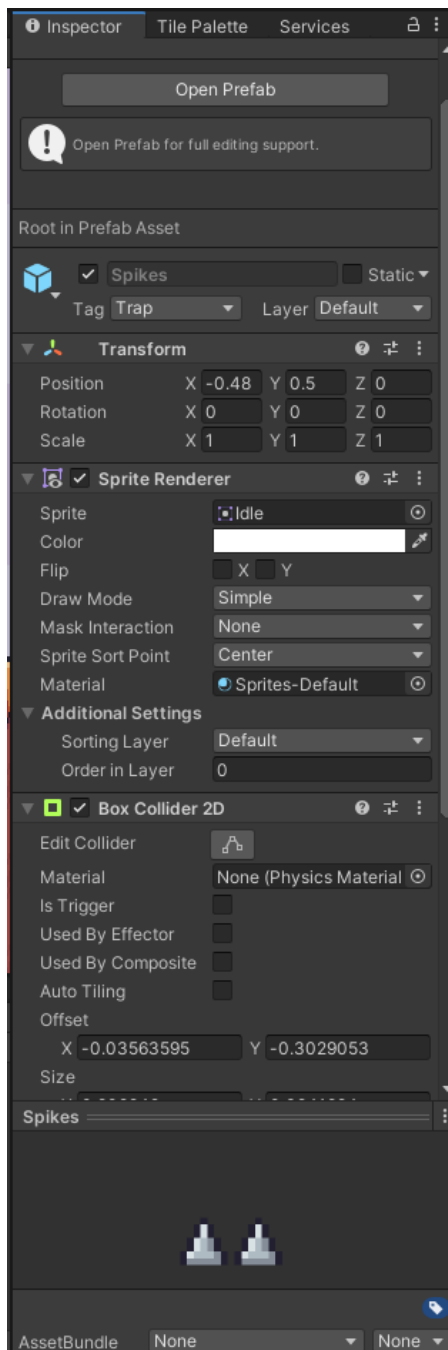 Inspector Tile Palette Services
Open Prefab
Open Prefab for full editing support.
Root in Prefab Asset
Spikes Static
Tag Trap Layer Default
Transform
Position X -0.48 Y 0.5 Z 0
Rotation X 0 Y 0 Z 0
Scale X 1 Y 1 Z 1
Sprite Renderer
Sprite Idle
Color
Flip X Y
Draw Mode Simple
Mask Interaction None
Sprite Sort Point Center
Material Sprites-Default
Additional Settings
Sorting Layer Default
Order in Layer 0
Box Collider 2D
Edit Collider
Material None (Physics Material
Is Trigger
Used By Effector
Used By Composite
Auto Tiling
Offset
X -0.03563595 Y -0.3029053
Size
Spikes
AssetBundle None None